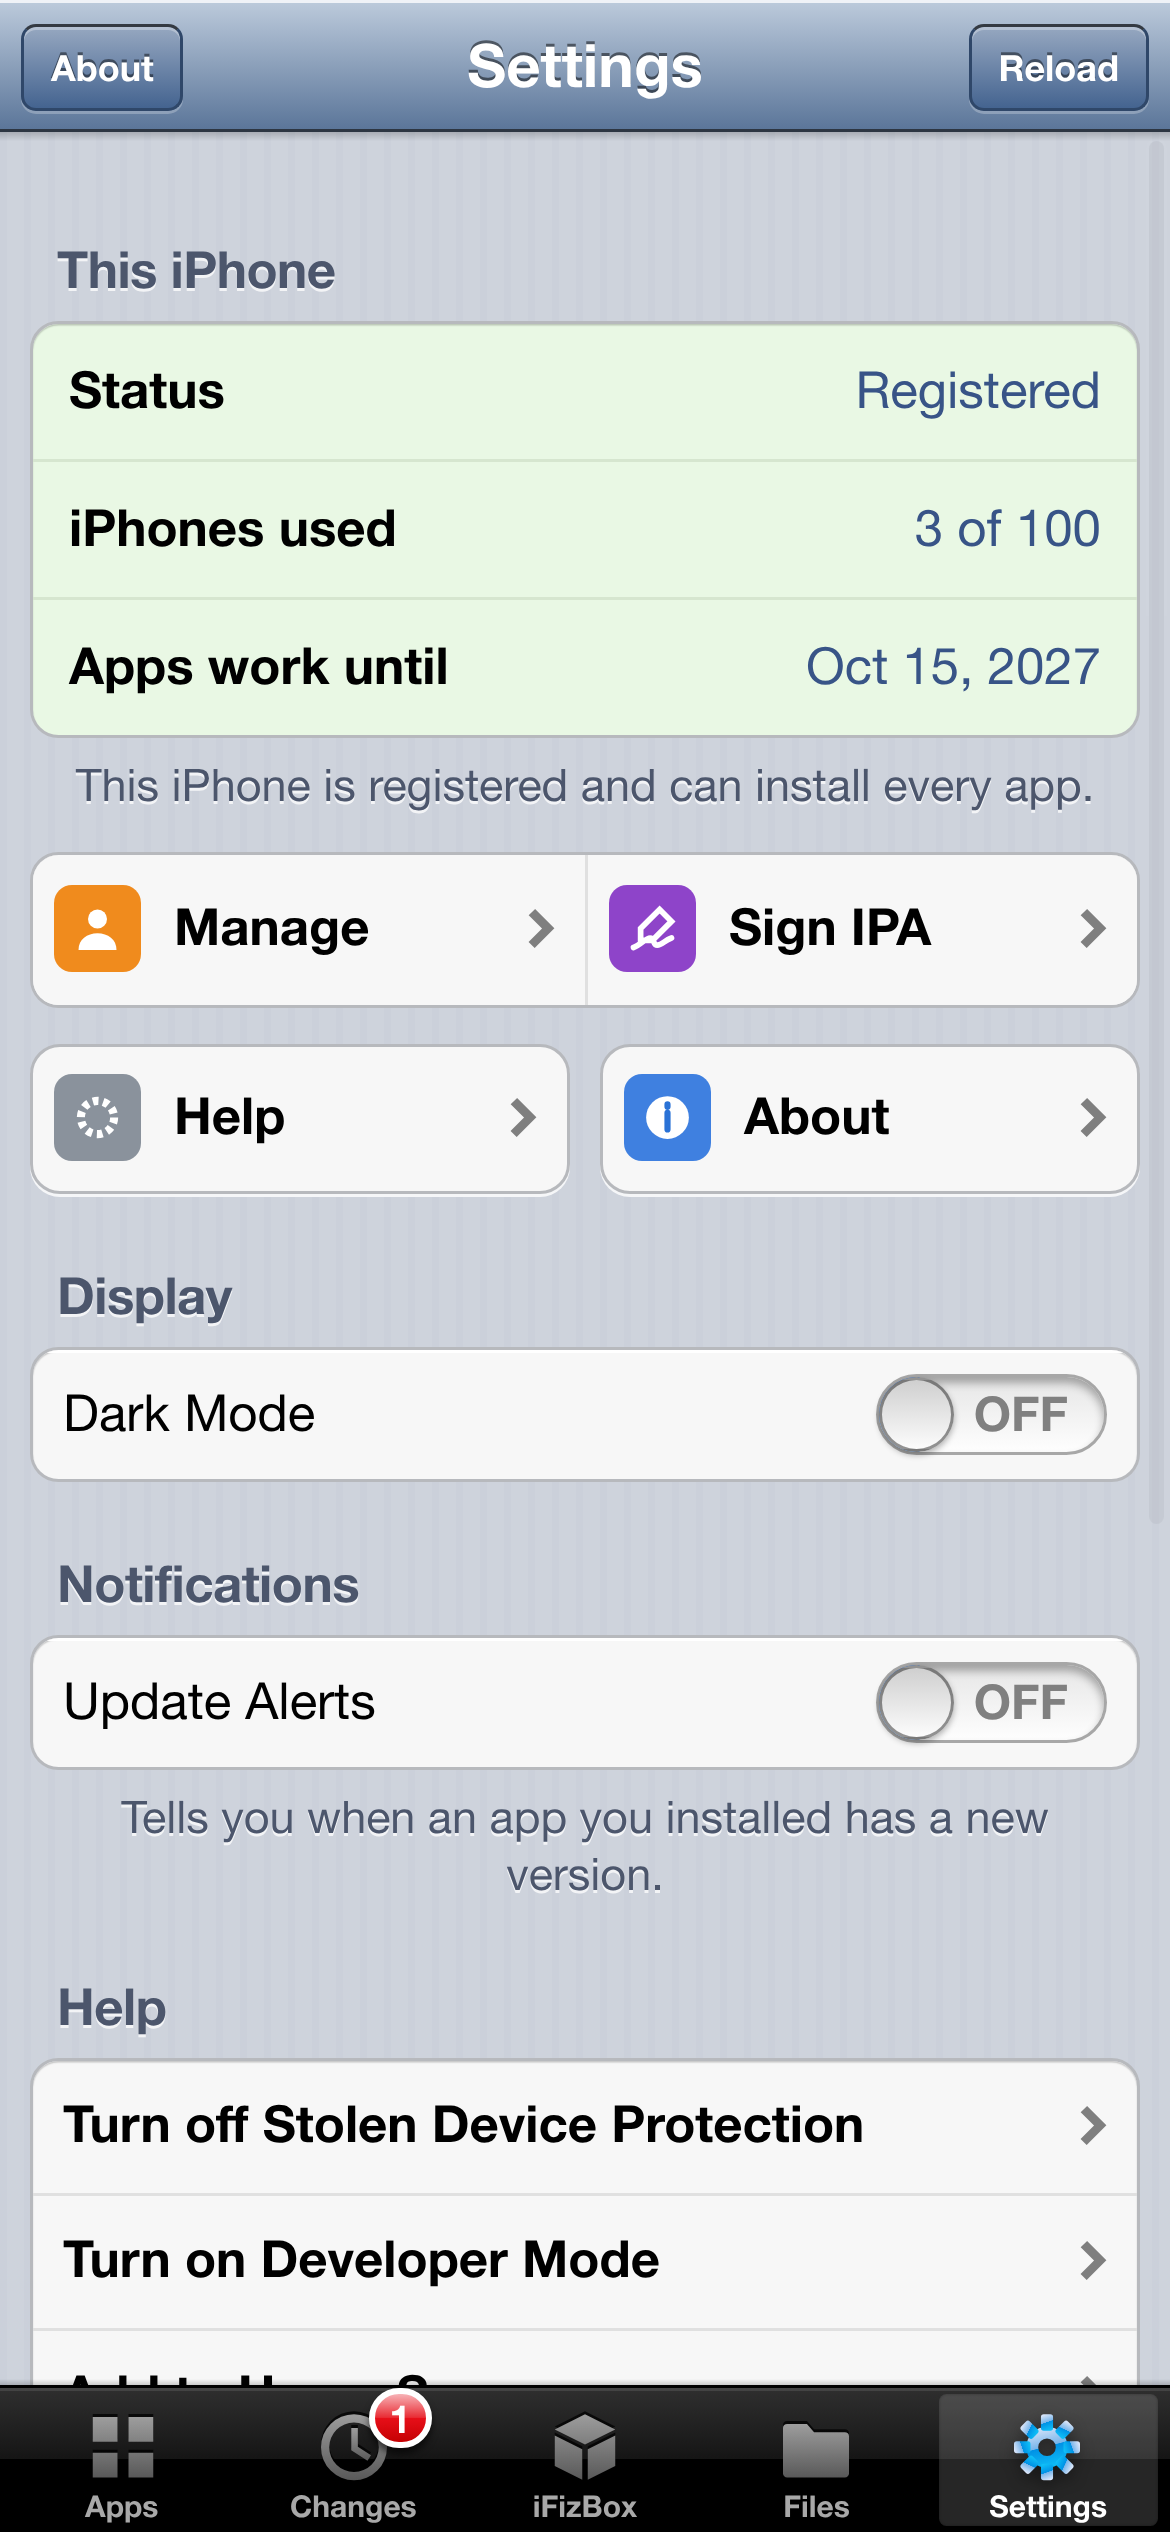 About
Settings
Reload
This iPhone
Status
Registered
iPhones used
3 of 100
Apps work until
Oct 15, 2027
This iPhone is registered and can install every app.
Manage
Sign IPA
Help
About
Display
Dark Mode
OFF
Notifications
Update Alerts
OFF
Tells you when an app you installed has a new
version.
Help
Turn off Stolen Device Protection
Turn on Developer Mode
1
Apps
Changes
iFizBox
Files
Settings